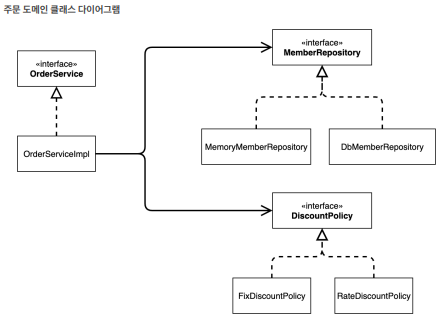 주문 도메인 클래스 다이어그램
«interface»
OrderService
OrderServiceImpl
«interface»
MemberRepository
MemoryMemberRepository
DbMemberRepository
«interface»
DiscountPolicy
FixDiscountPolicy
RateDiscountPolicy